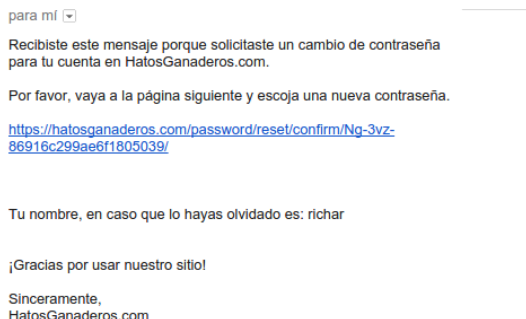 para mí
Recibiste este mensaje porque solicitaste un cambio de contraseña
para tu cuenta en HatosGanaderos.com.
Por favor, vaya a la página siguiente y escoja una nueva contraseña.
https://hatosganaderos.com/password/reset/confirm/Ng-3vz-
86916c299ae6f1805039/
Tu nombre, en caso que lo hayas olvidado es: richar
¡Gracias por usar nuestro sitio!
Sinceramente,
HatosGanaderos.com